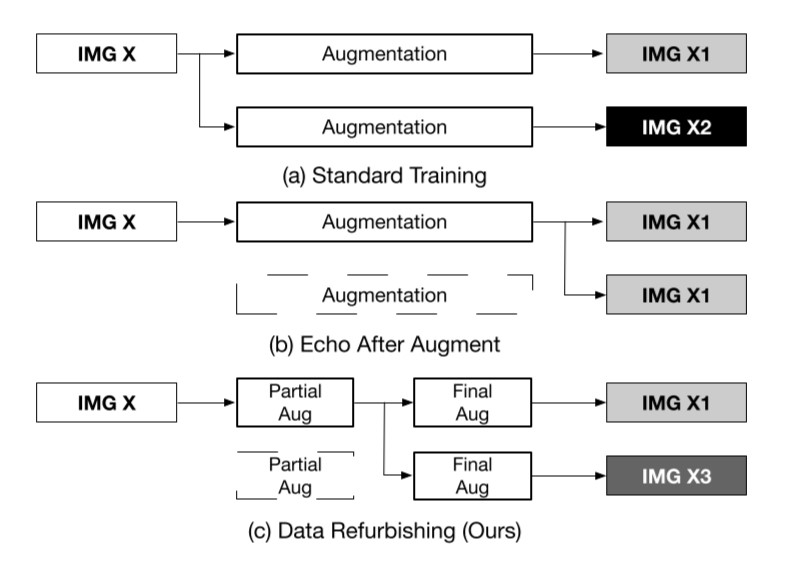 IMG X
Augmentation
IMG X1
Augmentation
IMG X2
(a) Standard Training
IMG X
Augmentation
IMG X1
Augmentation
IMG X1
(b) Echo After Augment
IMG X
Partial
Aug
Final
Aug
IMG X1
Partial
Aug
Final
Aug
IMG X3
(c) Data Refurbishing (Ours)